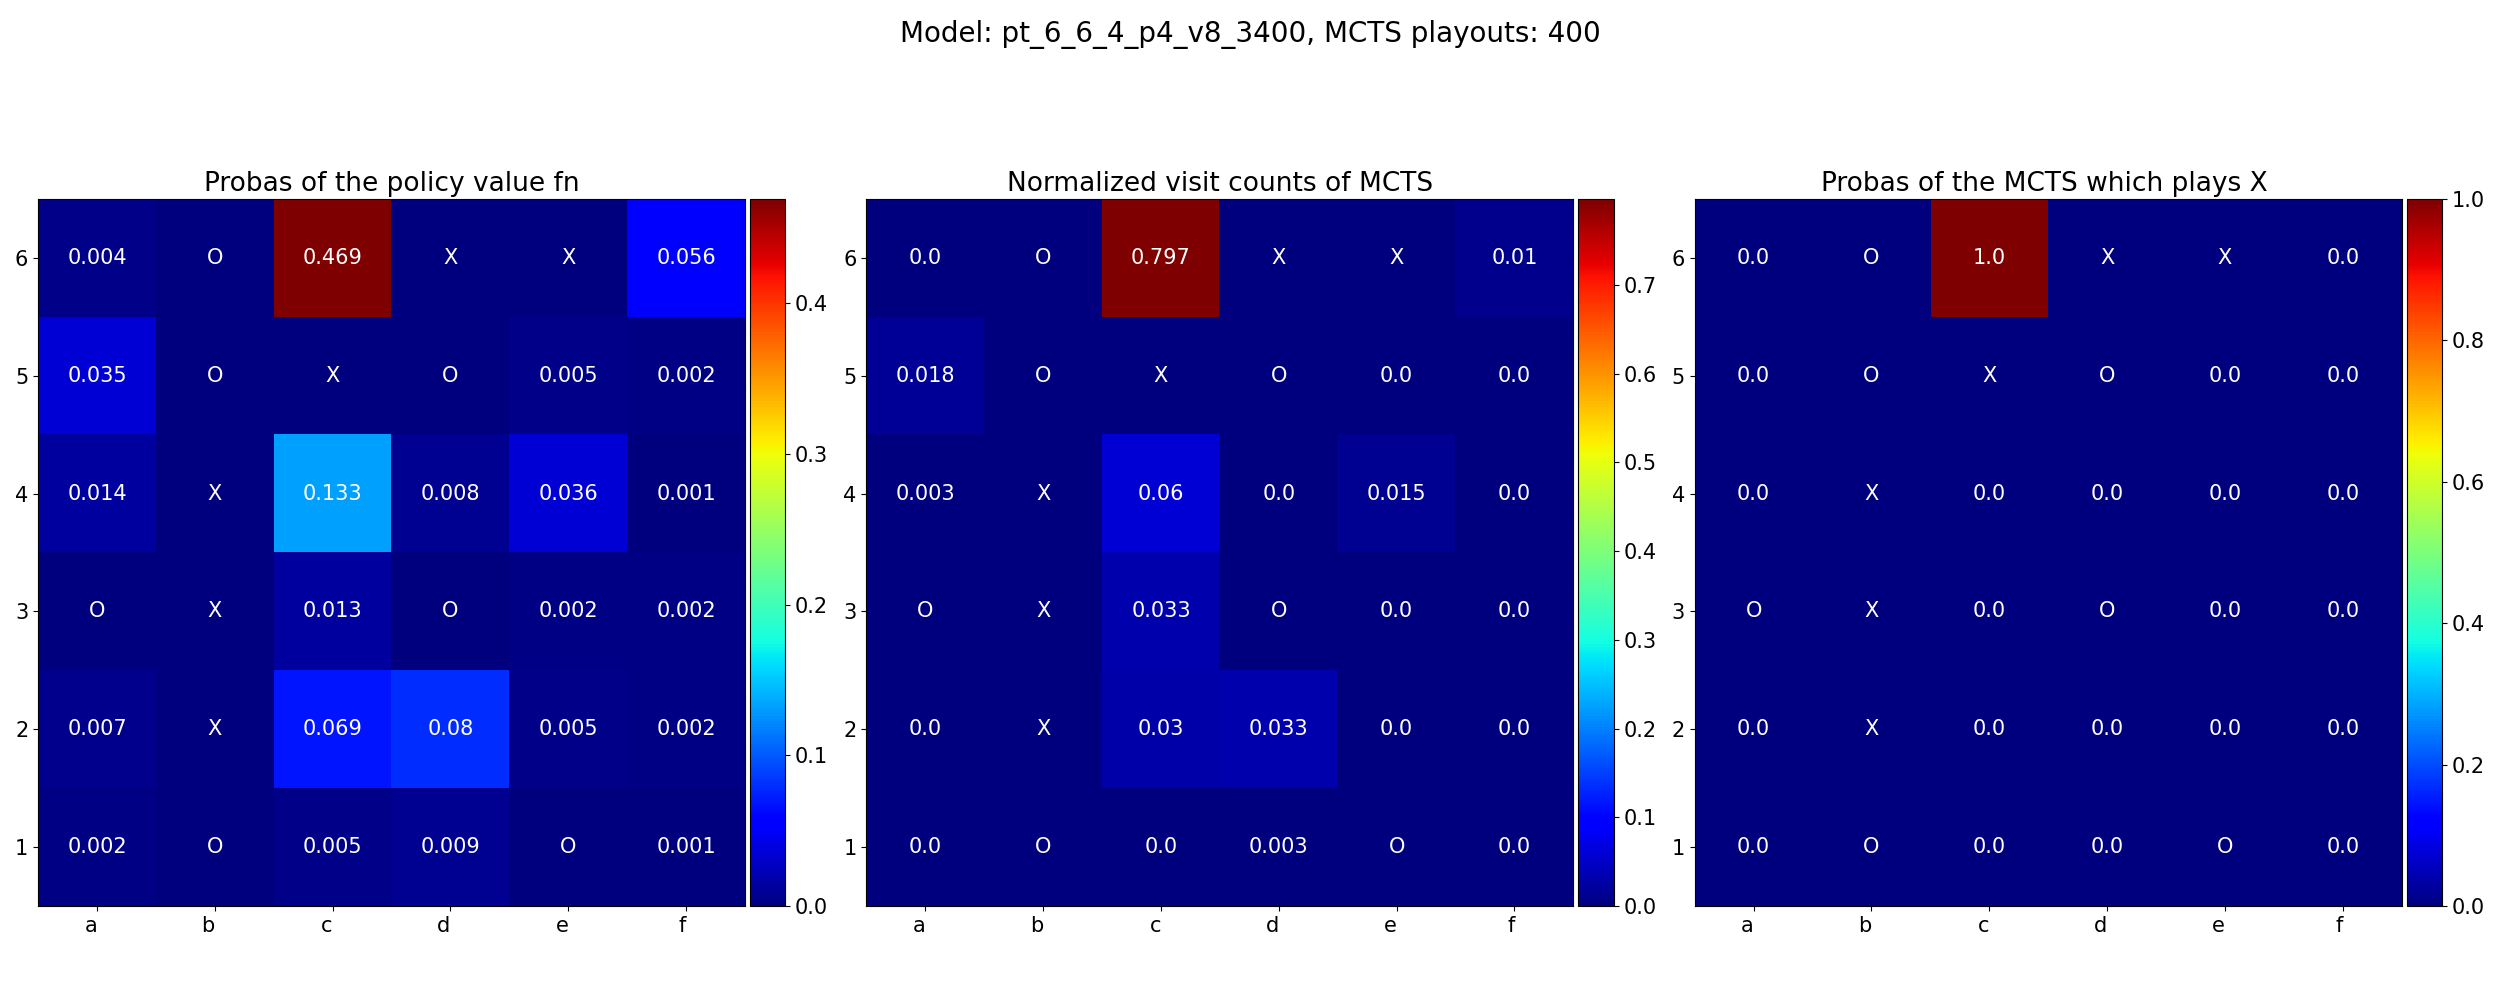 Model: pt_6_6_4_p4_v8_3400, MCTS playouts: 400
Probas of the policy value fn
6 0.004 O 0.469 X X 0.056
5 0.035 O X O 0.005 0.002
4 0.014 X 0.133 0.008 0.036 0.001
3 O X 0.013 O 0.002 0.002
2 0.007 X 0.069 0.08 0.005 0.002
1 0.002 O 0.005 0.009 O 0.001
a b c d e f
0.4
0.3
0.2
0.1
0.0
Normalized visit counts of MCTS
6 0.0 O 0.797 X X 0.01
5 0.018 O X O 0.0 0.0
4 0.003 X 0.06 0.0 0.015 0.0
3 O X 0.033 O 0.0 0.0
2 0.0 X 0.03 0.033 0.0 0.0
1 0.0 O 0.0 0.003 O 0.0
a b c d e f
0.7
0.6
0.5
0.4
0.3
0.2
0.1
0.0
Probas of the MCTS which plays X
6 0.0 O 1.0 X X 0.0
5 0.0 O X O 0.0 0.0
4 0.0 X 0.0 0.0 0.0 0.0
3 O X 0.0 O 0.0 0.0
2 0.0 X 0.0 0.0 0.0 0.0
1 0.0 O 0.0 0.0 O 0.0
a b c d e f
1.0
0.8
0.6
0.4
0.2
0.0